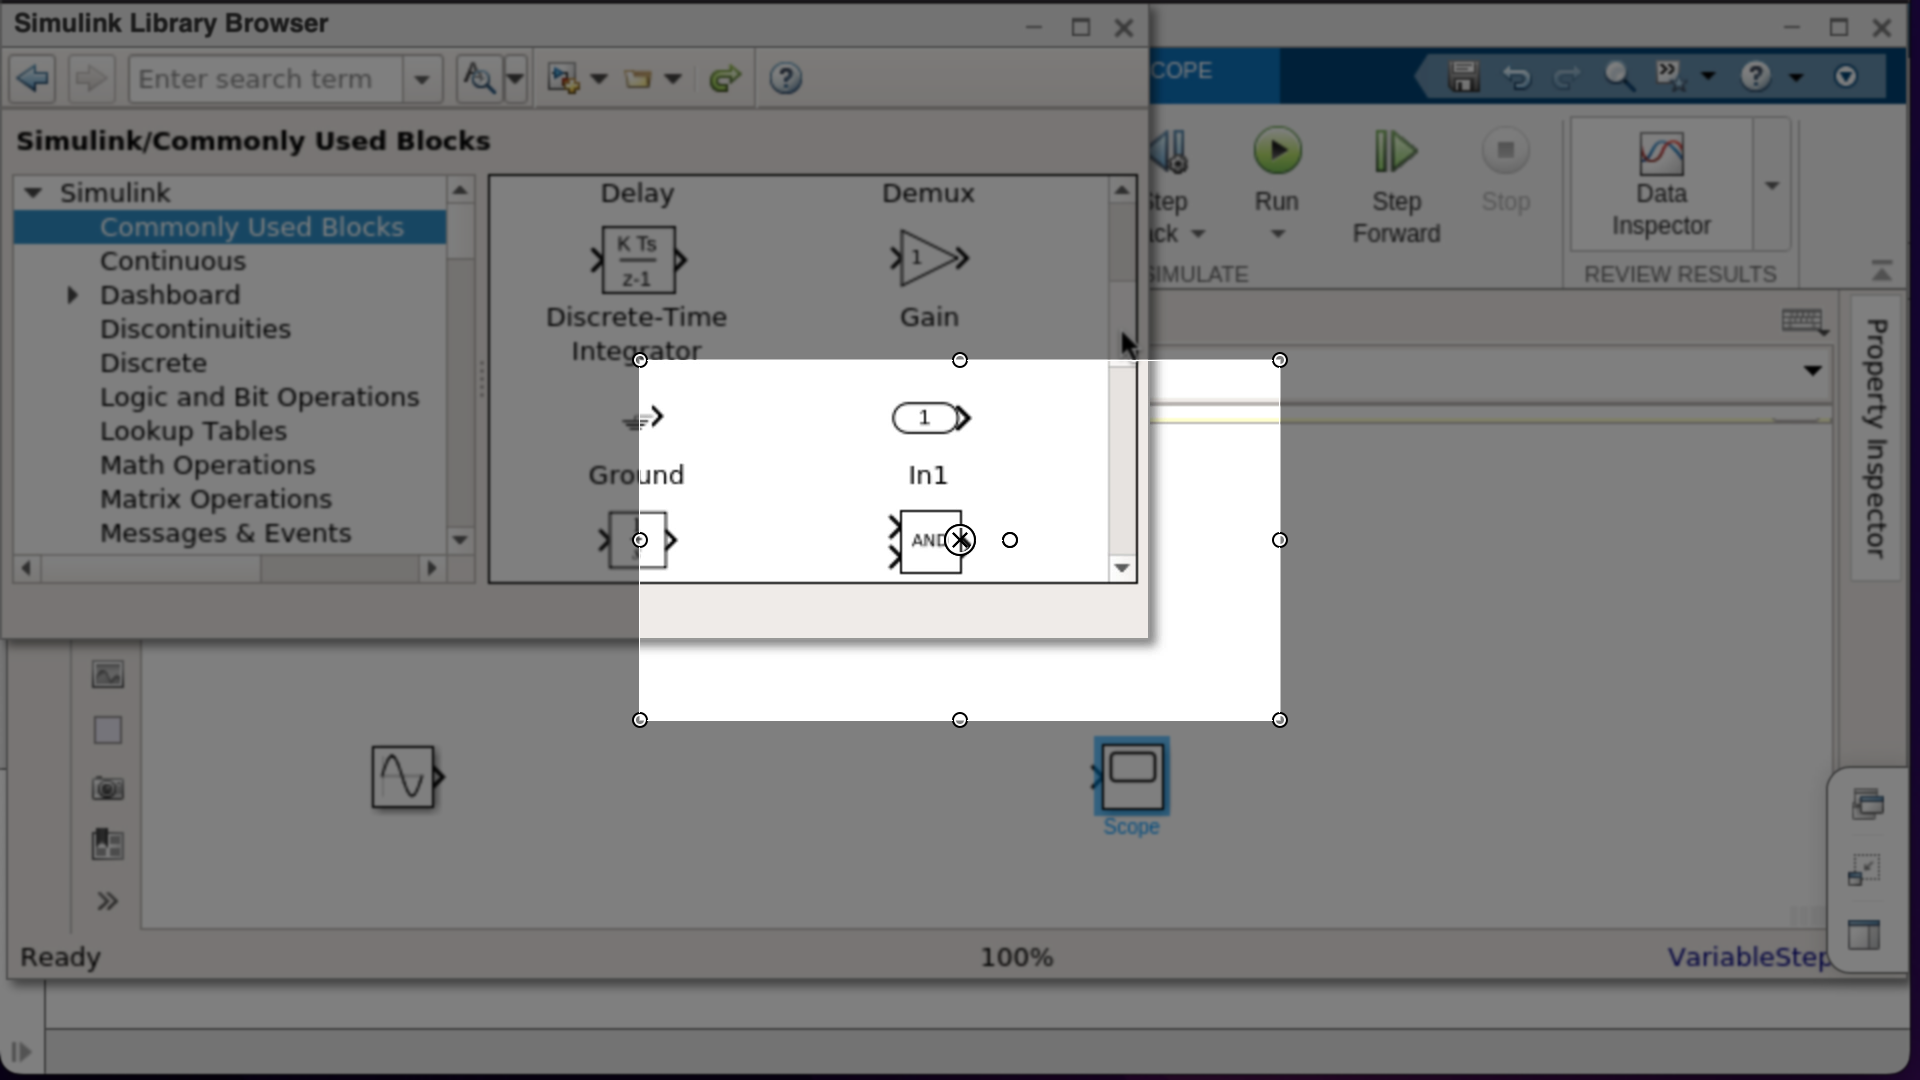 Simulink Library Browser
Enter search term
COPE
Simulink/Commonly Used Blocks
Simulink
Commonly Used Blocks
Continuous
Dashboard
Discontinuities
Discrete
Logic and Bit Operations
Lookup Tables
Math Operations
Matrix Operations
Messages & Events
Delay
Demux
K Ts
z-1
1
Discrete-Time
Integrator
Gain
1
Ground
In1
AND
Step
Run
Step
Forward
Stop
Data
Inspector
SIMULATE
REVIEW RESULTS
Property Inspector
Scope
Ready
100%
VariableStep